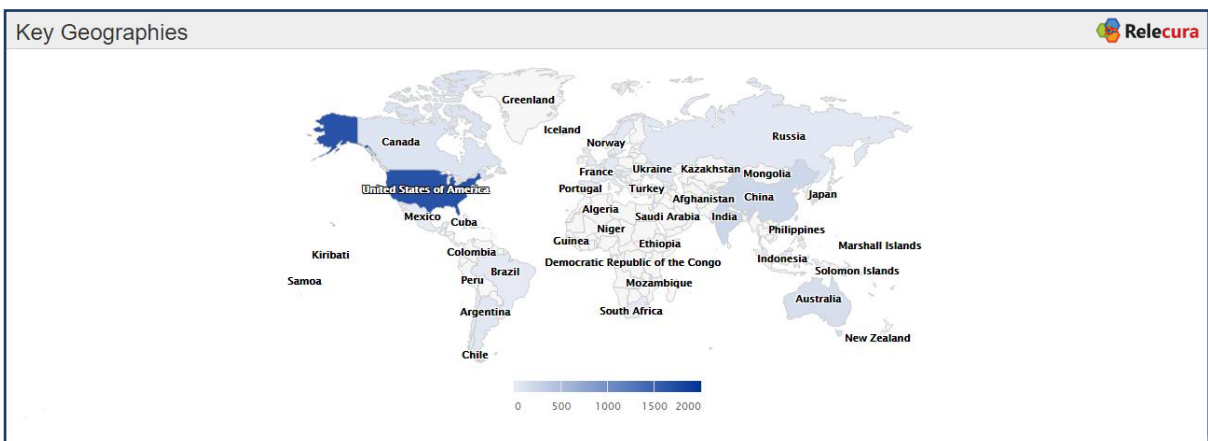 Key Geographies
Relecura
Greenland
Iceland
Canada
Norway
Russia
France
Ukraine
Kazakhstan
Mongolia
United States of America
Portugal
Turkey
Afghanistan
China
Japan
Mexico
Cuba
Algeria
Saudi Arabia
India
Niger
Philippines
Guinea
Ethiopia
Marshall Islands
Kiribati
Colombia
Democratic Republic of the Congo
Indonesia
Samoa
Peru
Brazil
Mozambique
Solomon Islands
Argentina
South Africa
Australia
New Zealand
Chile
0 500 1000 1500 2000